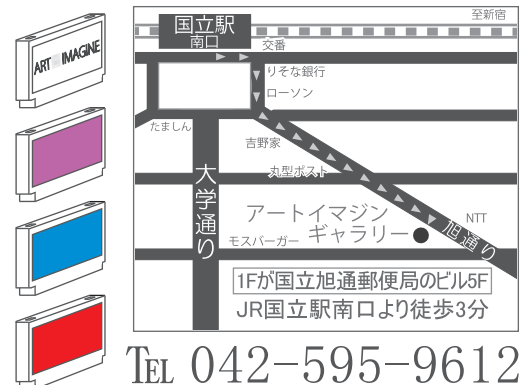 ART IMAGINE
至新宿
国立駅
南口
交番
りそな銀行
ローソン
たましん
吉野家
丸型ポスト
大学通り
アートイマジン
ギャラリー
モスバーガー
NTT
旭通り
1Fが国立旭通郵便局のビル5F
JR国立駅南口より徒歩3分
TEL 042-595-9612